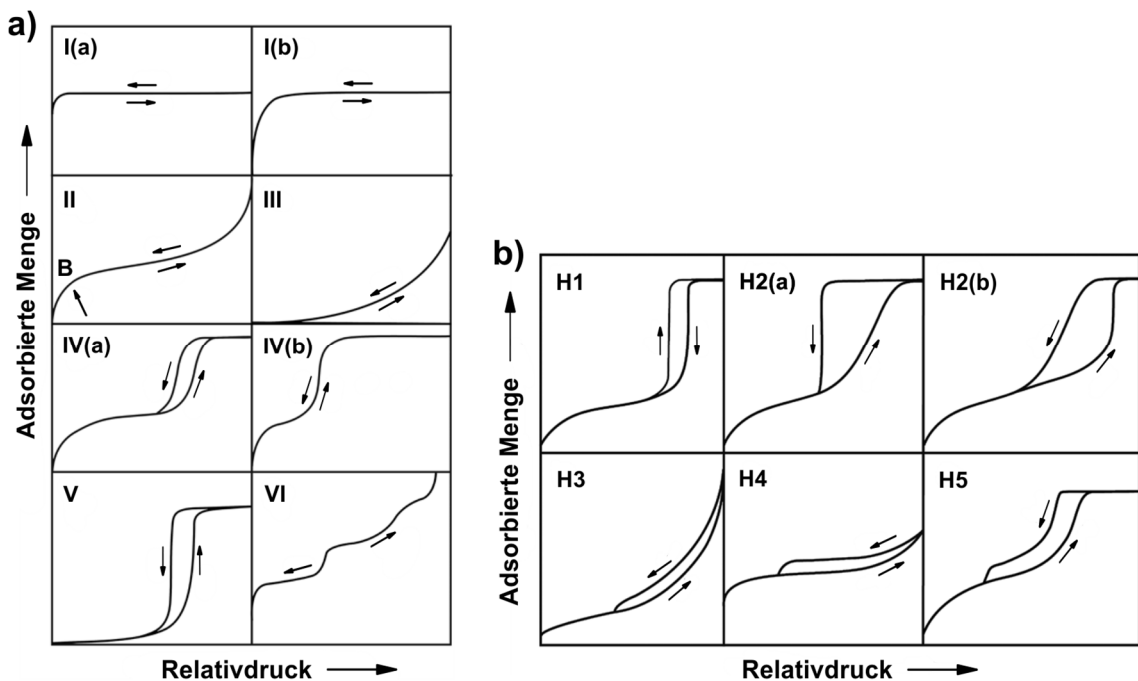 a)
I(a)
I(b)
II
III
B
IV(a)
IV(b)
V
VI
Adsorbierte Menge
Relativdruck
b)
H1
H2(a)
H2(b)
H3
H4
H5
Adsorbierte Menge
Relativdruck